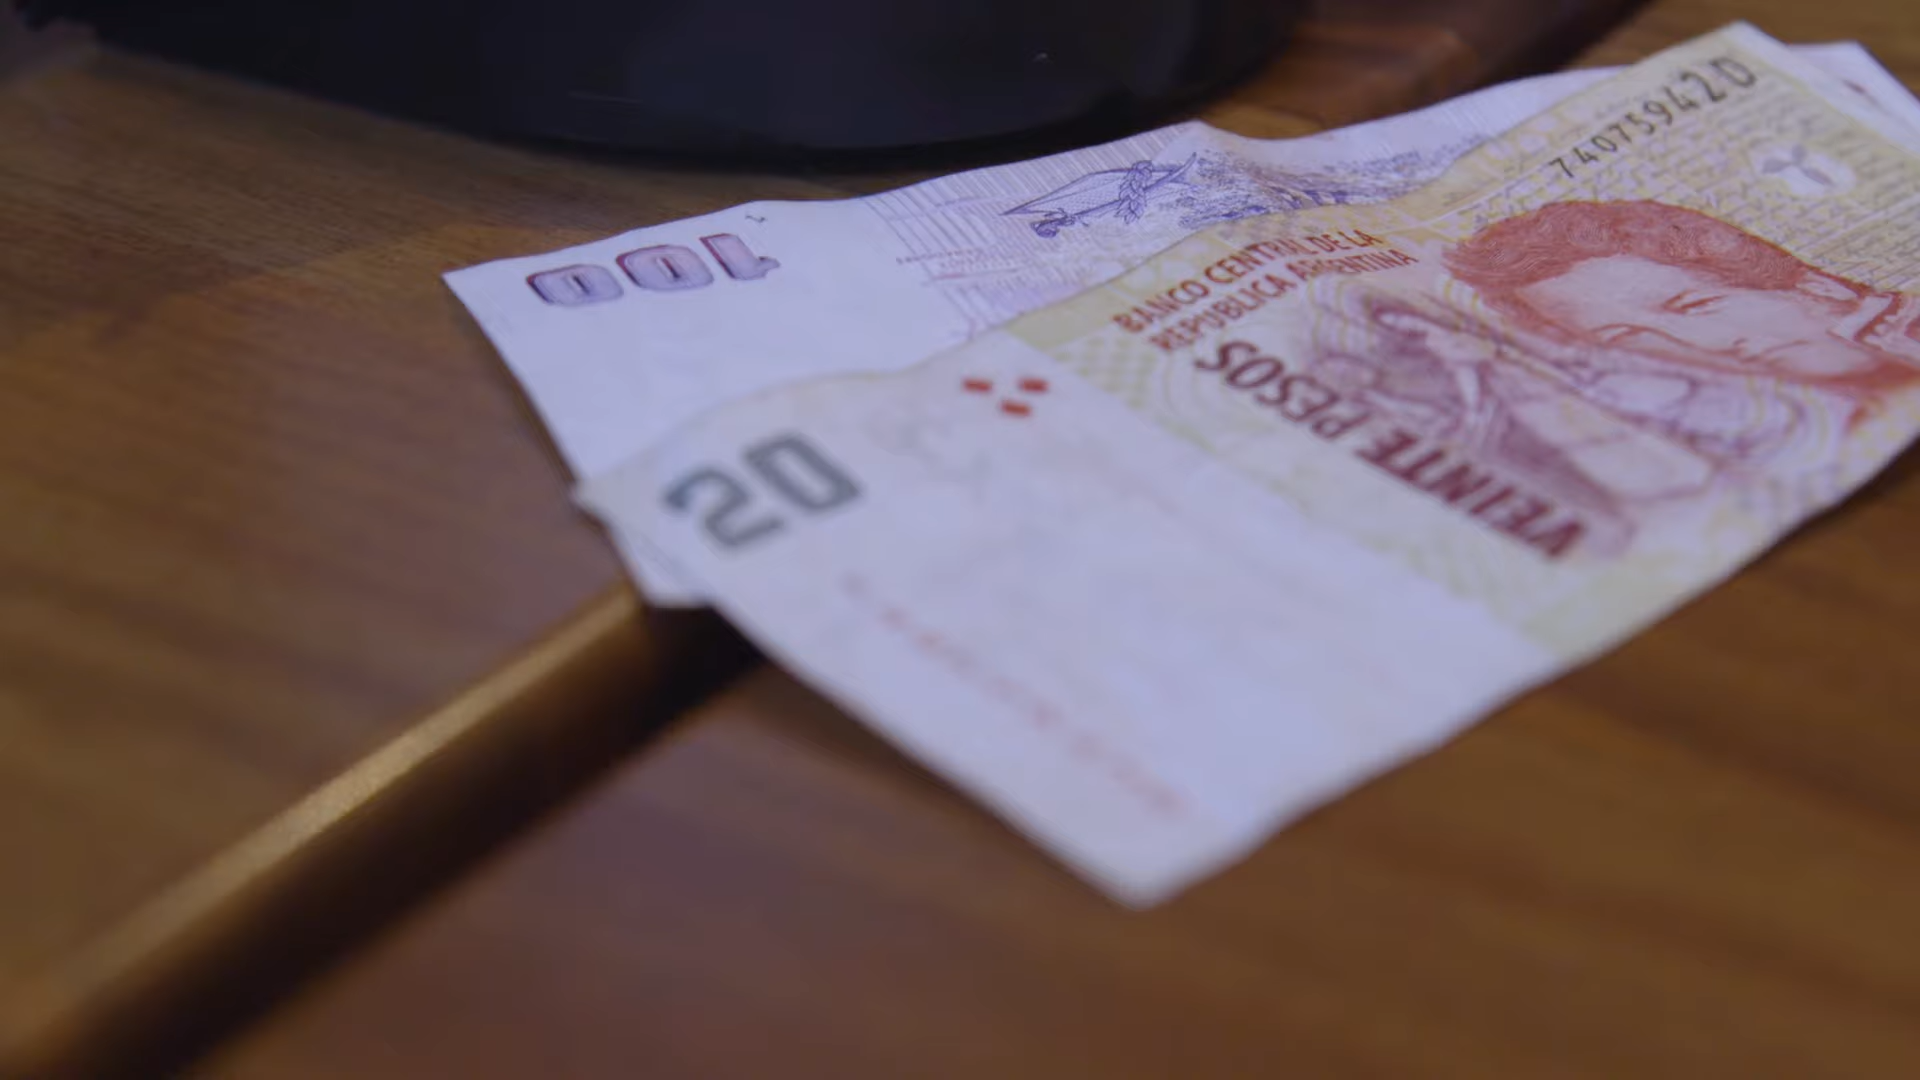 74075942D
100
BANCO CENTRAL DE LA
REPUBLICA ARGENTINA
VEINTE PESOS
20